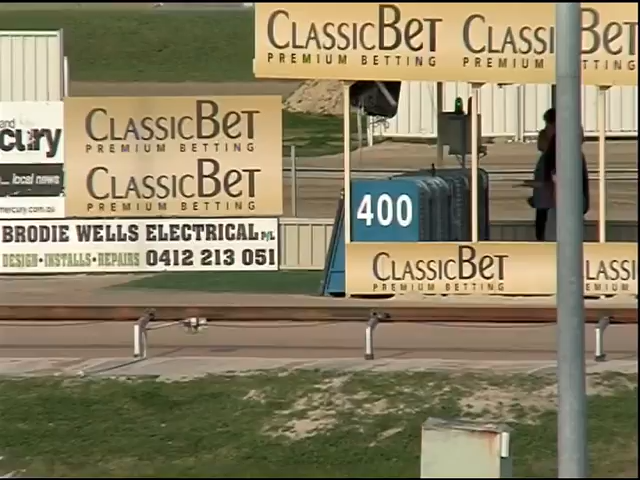 CLASSICBET CLASSICBET
PREMIUM BETTING PREMIUM BETTING
CLASSICBET
PREMIUM BETTING
CLASSICBET
PREMIUM BETTING
... local news
BRODIE WELLS ELECTRICAL P/L
DESIGN•INSTALLS•REPAIRS 0412 213 051
400
CLASSICBET
PREMIUM BETTING